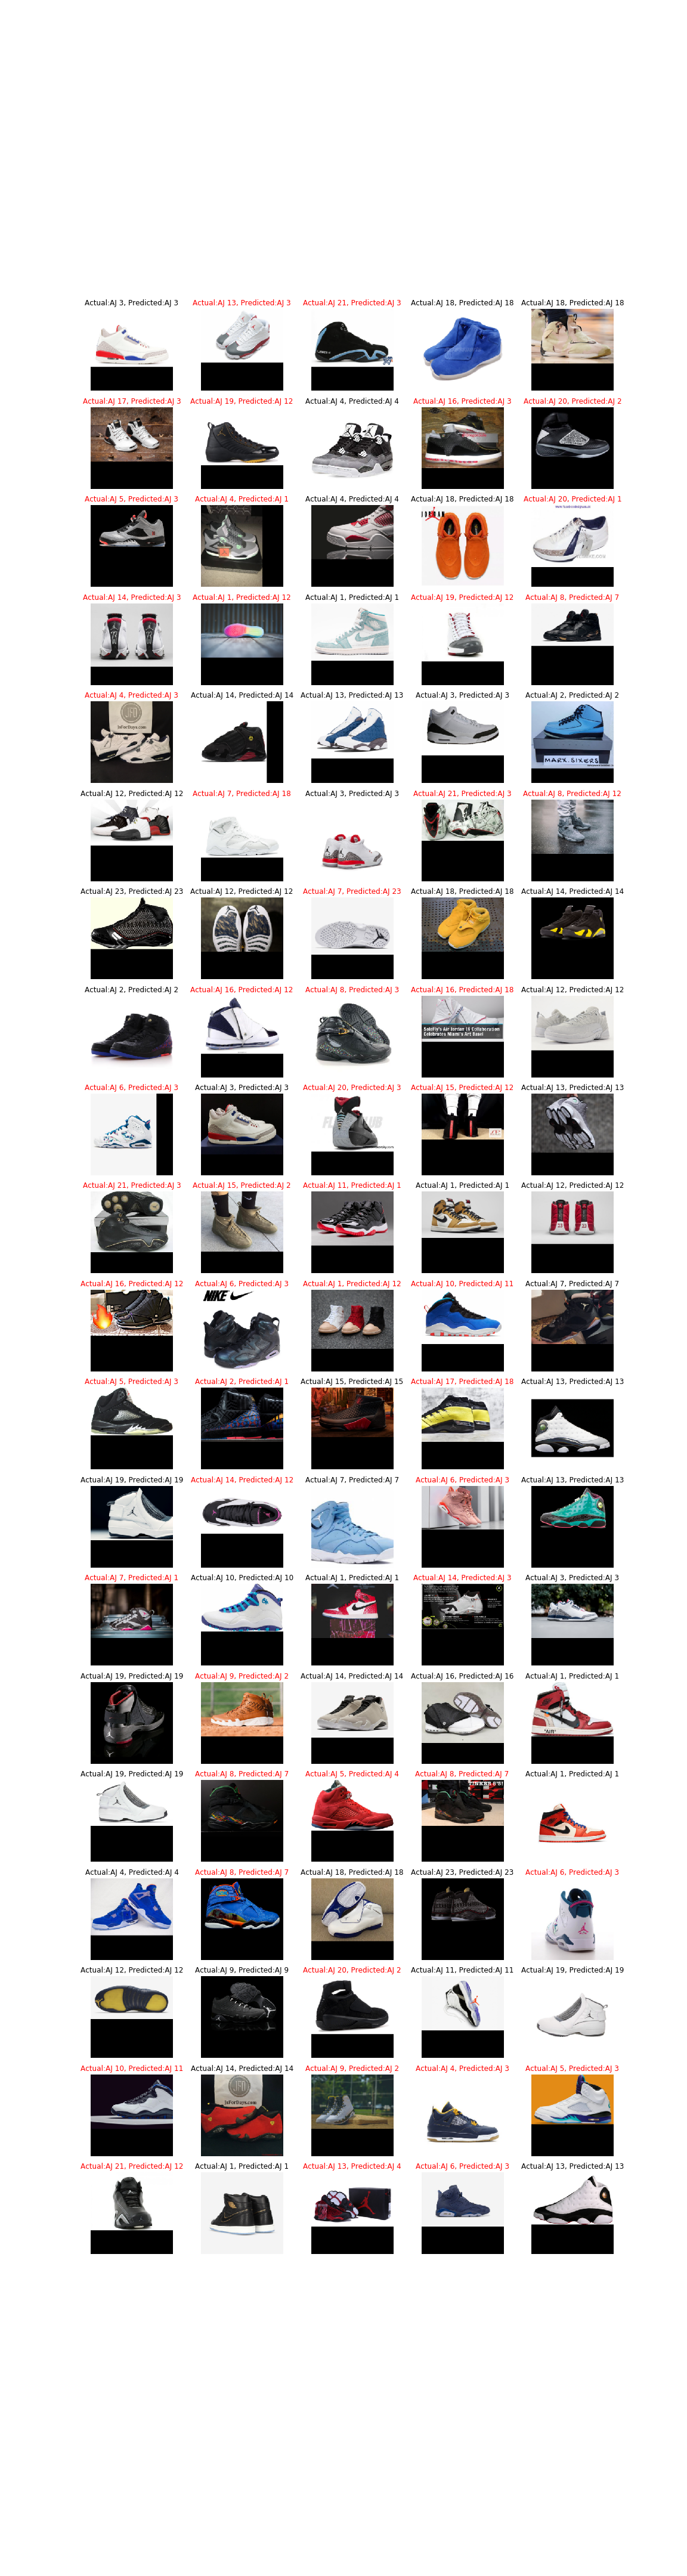 Actual:AJ 3, Predicted:AJ 3 Actual:AJ 13, Predicted:AJ 3 Actual:AJ 21, Predicted:AJ 3 Actual:AJ 18, Predicted:AJ 18 Actual:AJ 18, Predicted:AJ 18
Actual:AJ 17, Predicted:AJ 3 Actual:AJ 19, Predicted:AJ 12 Actual:AJ 4, Predicted:AJ 4 Actual:AJ 16, Predicted:AJ 3 Actual:AJ 20, Predicted:AJ 2
Actual:AJ 5, Predicted:AJ 3 Actual:AJ 4, Predicted:AJ 1 Actual:AJ 4, Predicted:AJ 4 Actual:AJ 18, Predicted:AJ 18 Actual:AJ 20, Predicted:AJ 1
JORDAN
Actual:AJ 14, Predicted:AJ 3 Actual:AJ 1, Predicted:AJ 12 Actual:AJ 1, Predicted:AJ 1 Actual:AJ 19, Predicted:AJ 12 Actual:AJ 8, Predicted:AJ 7
Actual:AJ 4, Predicted:AJ 3 Actual:AJ 14, Predicted:AJ 14 Actual:AJ 13, Predicted:AJ 13 Actual:AJ 3, Predicted:AJ 3 Actual:AJ 2, Predicted:AJ 2
MARX.SIXERS
Actual:AJ 12, Predicted:AJ 12 Actual:AJ 7, Predicted:AJ 18 Actual:AJ 3, Predicted:AJ 3 Actual:AJ 21, Predicted:AJ 3 Actual:AJ 8, Predicted:AJ 12
Actual:AJ 23, Predicted:AJ 23 Actual:AJ 12, Predicted:AJ 12 Actual:AJ 7, Predicted:AJ 23 Actual:AJ 18, Predicted:AJ 18 Actual:AJ 14, Predicted:AJ 14
Actual:AJ 2, Predicted:AJ 2 Actual:AJ 16, Predicted:AJ 12 Actual:AJ 8, Predicted:AJ 3 Actual:AJ 16, Predicted:AJ 18 Actual:AJ 12, Predicted:AJ 12
SoleFly's Air Jordan 16 Collaboration
Celebrates Miami's Art Basel
Actual:AJ 6, Predicted:AJ 3 Actual:AJ 3, Predicted:AJ 3 Actual:AJ 20, Predicted:AJ 3 Actual:AJ 15, Predicted:AJ 12 Actual:AJ 13, Predicted:AJ 13
Actual:AJ 21, Predicted:AJ 3 Actual:AJ 15, Predicted:AJ 2 Actual:AJ 11, Predicted:AJ 1 Actual:AJ 1, Predicted:AJ 1 Actual:AJ 12, Predicted:AJ 12
Actual:AJ 16, Predicted:AJ 12 Actual:AJ 6, Predicted:AJ 3 Actual:AJ 1, Predicted:AJ 12 Actual:AJ 10, Predicted:AJ 11 Actual:AJ 7, Predicted:AJ 7
NIKE
Actual:AJ 5, Predicted:AJ 3 Actual:AJ 2, Predicted:AJ 1 Actual:AJ 15, Predicted:AJ 15 Actual:AJ 17, Predicted:AJ 18 Actual:AJ 13, Predicted:AJ 13
Actual:AJ 19, Predicted:AJ 19 Actual:AJ 14, Predicted:AJ 12 Actual:AJ 7, Predicted:AJ 7 Actual:AJ 6, Predicted:AJ 3 Actual:AJ 13, Predicted:AJ 13
Actual:AJ 7, Predicted:AJ 1 Actual:AJ 10, Predicted:AJ 10 Actual:AJ 1, Predicted:AJ 1 Actual:AJ 14, Predicted:AJ 3 Actual:AJ 3, Predicted:AJ 3
Actual:AJ 19, Predicted:AJ 19 Actual:AJ 9, Predicted:AJ 2 Actual:AJ 14, Predicted:AJ 14 Actual:AJ 16, Predicted:AJ 16 Actual:AJ 1, Predicted:AJ 1
"AIR"
Actual:AJ 19, Predicted:AJ 19 Actual:AJ 8, Predicted:AJ 7 Actual:AJ 5, Predicted:AJ 4 Actual:AJ 8, Predicted:AJ 7 Actual:AJ 1, Predicted:AJ 1
Actual:AJ 4, Predicted:AJ 4 Actual:AJ 8, Predicted:AJ 7 Actual:AJ 18, Predicted:AJ 18 Actual:AJ 23, Predicted:AJ 23 Actual:AJ 6, Predicted:AJ 3
Actual:AJ 12, Predicted:AJ 12 Actual:AJ 9, Predicted:AJ 9 Actual:AJ 20, Predicted:AJ 2 Actual:AJ 11, Predicted:AJ 11 Actual:AJ 19, Predicted:AJ 19
Actual:AJ 10, Predicted:AJ 11 Actual:AJ 14, Predicted:AJ 14 Actual:AJ 9, Predicted:AJ 2 Actual:AJ 4, Predicted:AJ 3 Actual:AJ 5, Predicted:AJ 3
Actual:AJ 21, Predicted:AJ 12 Actual:AJ 1, Predicted:AJ 1 Actual:AJ 13, Predicted:AJ 4 Actual:AJ 6, Predicted:AJ 3 Actual:AJ 13, Predicted:AJ 13